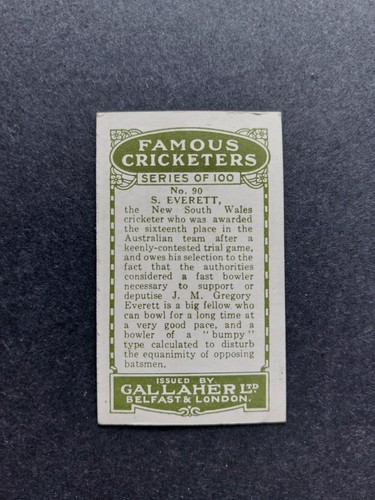 FAMOUS
CRICKETERS
SERIES OF 100
No. 90
S. EVERETT,
the New South Wales
cricketer who was awarded
the sixteenth place in the
Australian team after a
keenly-contested trial game,
and owes his selection to the
fact that the authorities
considered a fast bowler
necessary to support or
deputise J. M. Gregory
Everett is a big fellow who
can bowl for a long time at
a very good pace, and a
howler of a "bumpy"
type calculated to disturb
the equanimity of opposing
batsmen.
ISSUED BY
GALLAHER LTD
BELFAST & LONDON.